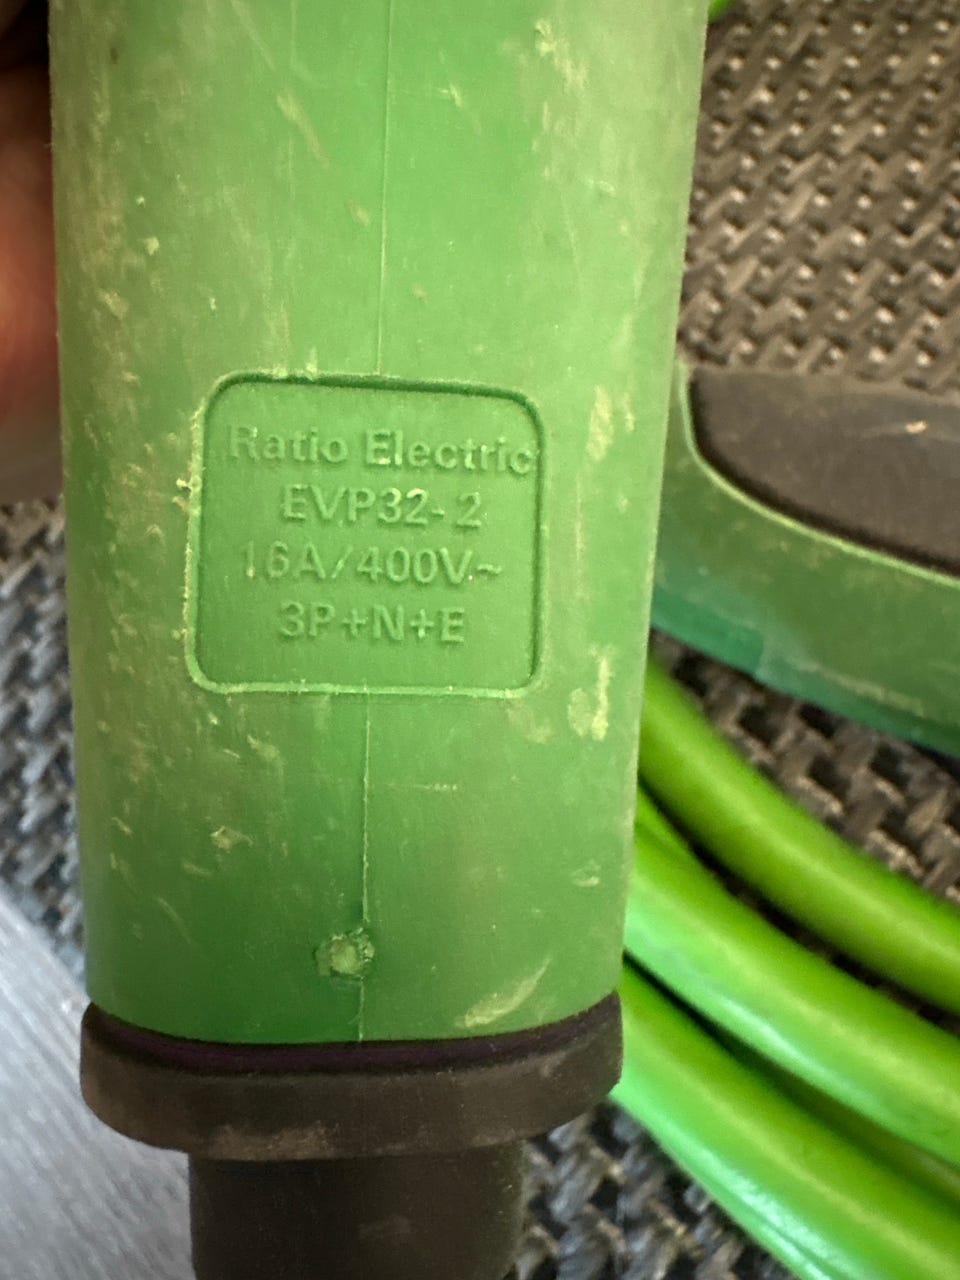 Ratio Electric
EVP32-2
16A/400V~
3P+N+E